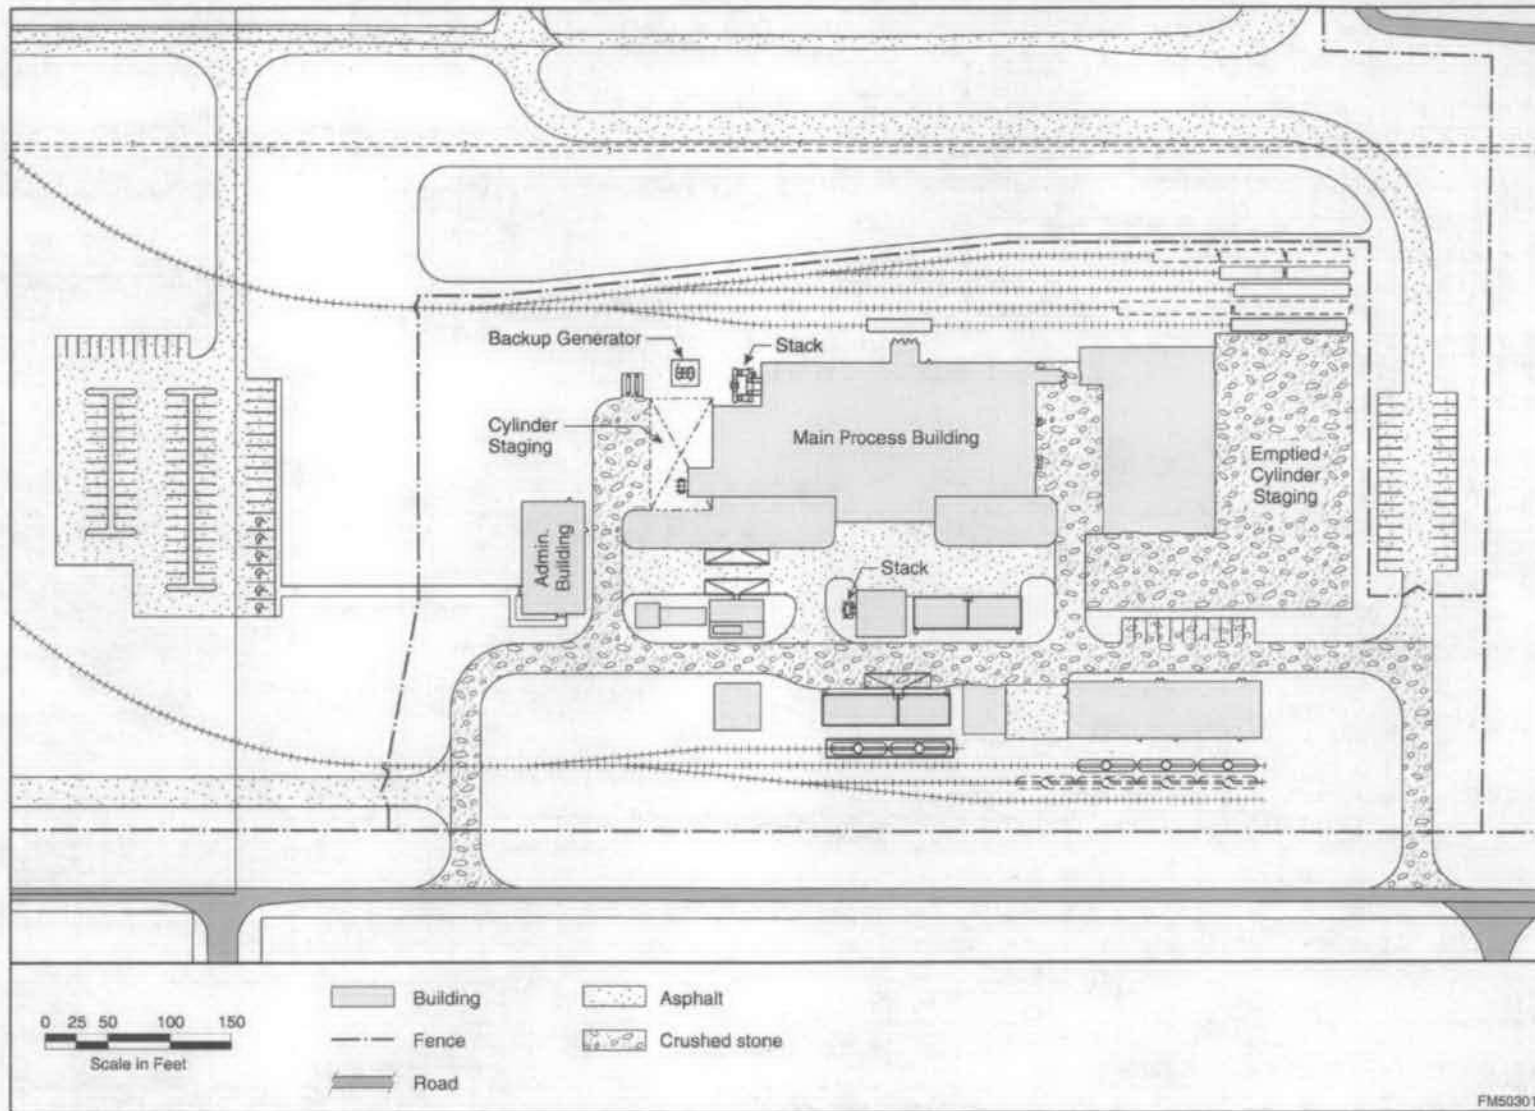 Backup Generator
Stack
Cylinder
Staging
Main Process Building
Emptied
Cylinder
Staging
Admin.
Building
Stack
0 25 50 100 150
Scale in Feet
Building
Fence
Road
Asphalt
Crushed stone
FM50301